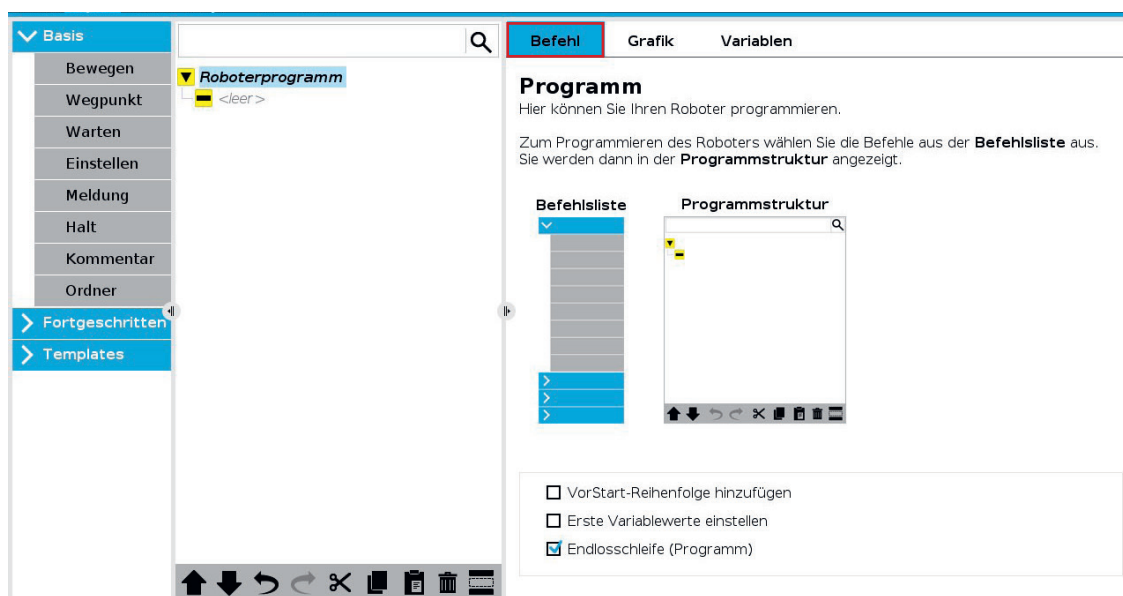 Basis
Bewegen
Wegpunkt
Warten
Einstellen
Meldung
Halt
Kommentar
Ordner
Fortgeschritten
Templates
Roboterprogramm
<leer>
Befehl Grafik Variablen
Programm
Hier können Sie Ihren Roboter programmieren.
Zum Programmieren des Roboters wählen Sie die Befehle aus der Befehlsliste aus.
Sie werden dann in der Programmstruktur angezeigt.
Befehlsliste Programmstruktur
VorStart-Reihenfolge hinzufügen
Erste Variablewerte einstellen
Endlosschleife (Programm)